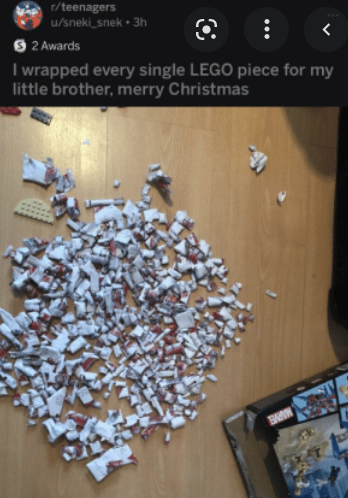 r/teenagers
u/sneki_snek • 3h
S 2 Awards
I wrapped every single LEGO piece for my
little brother, merry Christmas
MARVEL